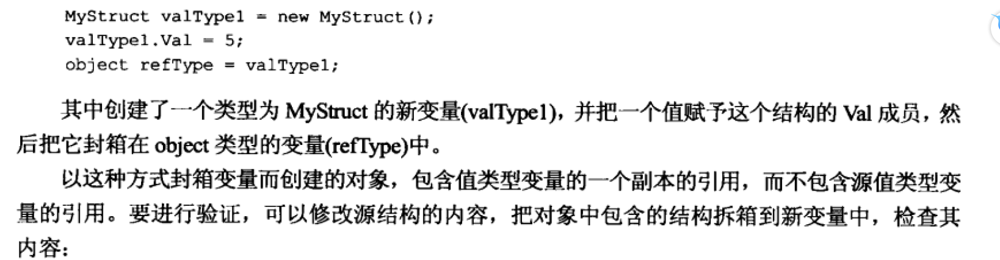 MyStruct valType1 = new MyStruct();
valType1.Val = 5;
object refType = valType1;
其中创建了一个类型为 MyStruct 的新变量(valType1)，并把一个值赋予这个结构的 Val 成员，然
后把它封箱在 object 类型的变量(refType)中。
以这种方式封箱变量而创建的对象，包含值类型变量的一个副本的引用，而不包含源值类型变
量的引用。要进行验证，可以修改源结构的内容，把对象中包含的结构拆箱到新变量中，检查其
内容：